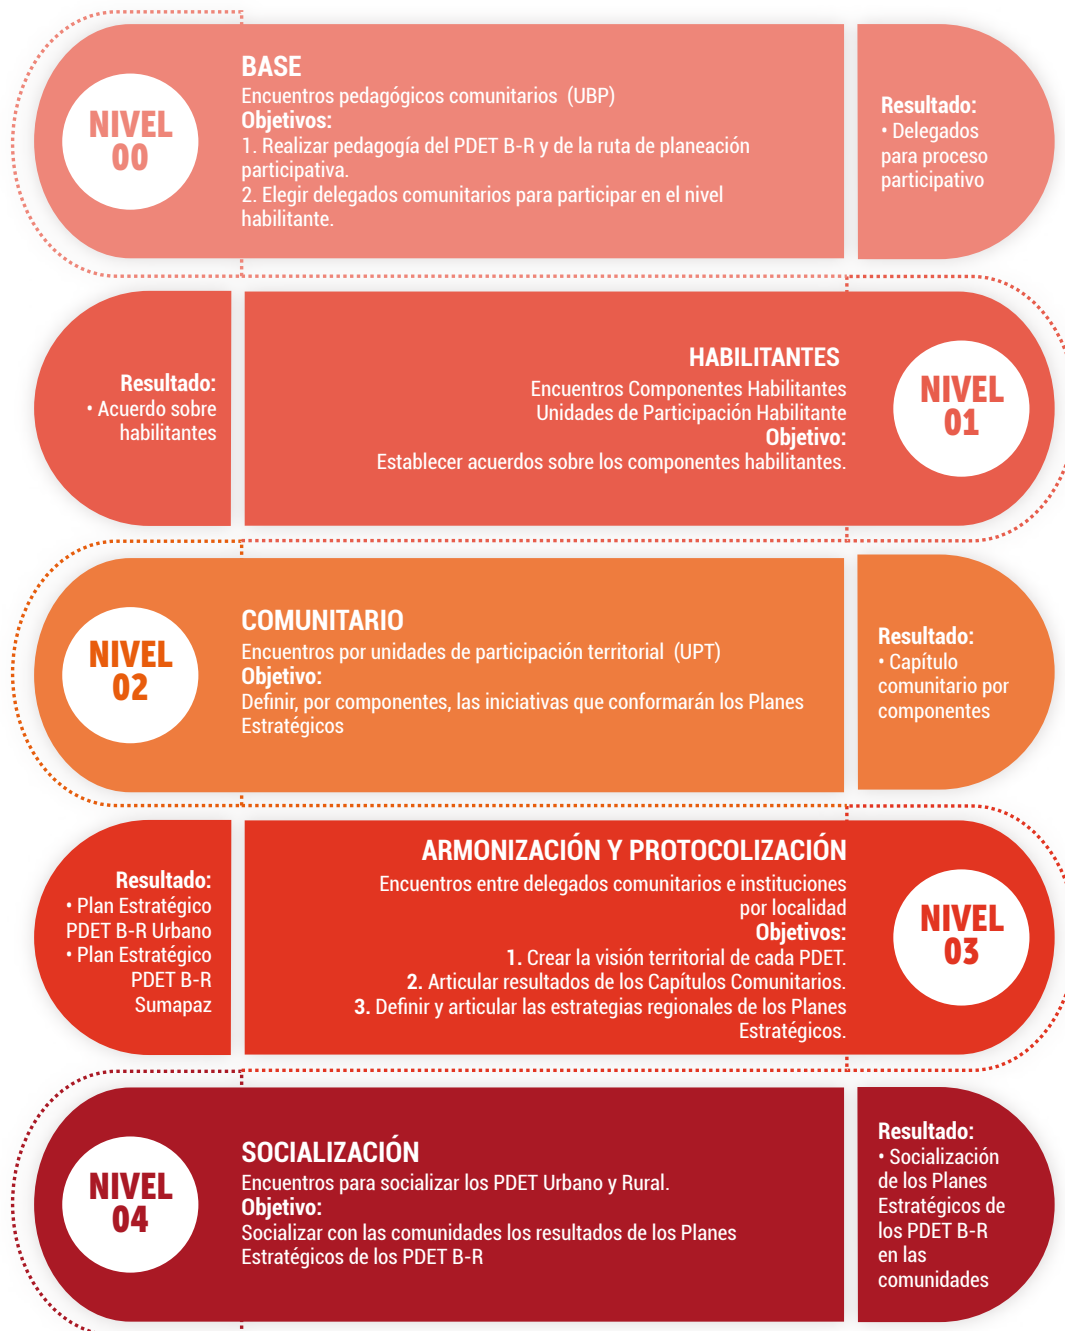 NIVEL
00
BASE
Encuentros pedagógicos comunitarios (UBP)
Objetivos:
1. Realizar pedagogía del PDET B-R y de la ruta de planeación
participativa.
2. Elegir delegados comunitarios para participar en el nivel
habilitante.
Resultado:
• Delegados
para proceso
participativo
Resultado:
• Acuerdo sobre
habilitantes
HABILITANTES
Encuentros Componentes Habilitantes
Unidades de Participación Habilitante
Objetivo:
Establecer acuerdos sobre los componentes habilitantes.
NIVEL
01
NIVEL
02
COMUNITARIO
Encuentros por unidades de participación territorial (UPT)
Objetivo:
Definir, por componentes, las iniciativas que conformarán los Planes
Estratégicos
Resultado:
• Capítulo
comunitario por
componentes
Resultado:
• Plan Estratégico
PDET B-R Urbano
• Plan Estratégico
PDET B-R
Sumapaz
ARMONIZACIÓN Y PROTOCOLIZACIÓN
Encuentros entre delegados comunitarios e instituciones
por localidad
Objetivos:
1. Crear la visión territorial de cada PDET.
2. Articular resultados de los Capítulos Comunitarios.
3. Definir y articular las estrategias regionales de los Planes
Estratégicos.
NIVEL
03
NIVEL
04
SOCIALIZACIÓN
Encuentros para socializar los PDET Urbano y Rural.
Objetivo:
Socializar con las comunidades los resultados de los Planes
Estratégicos de los PDET B-R
Resultado:
• Socialización
de los Planes
Estratégicos de
los PDET B-R
en las
comunidades